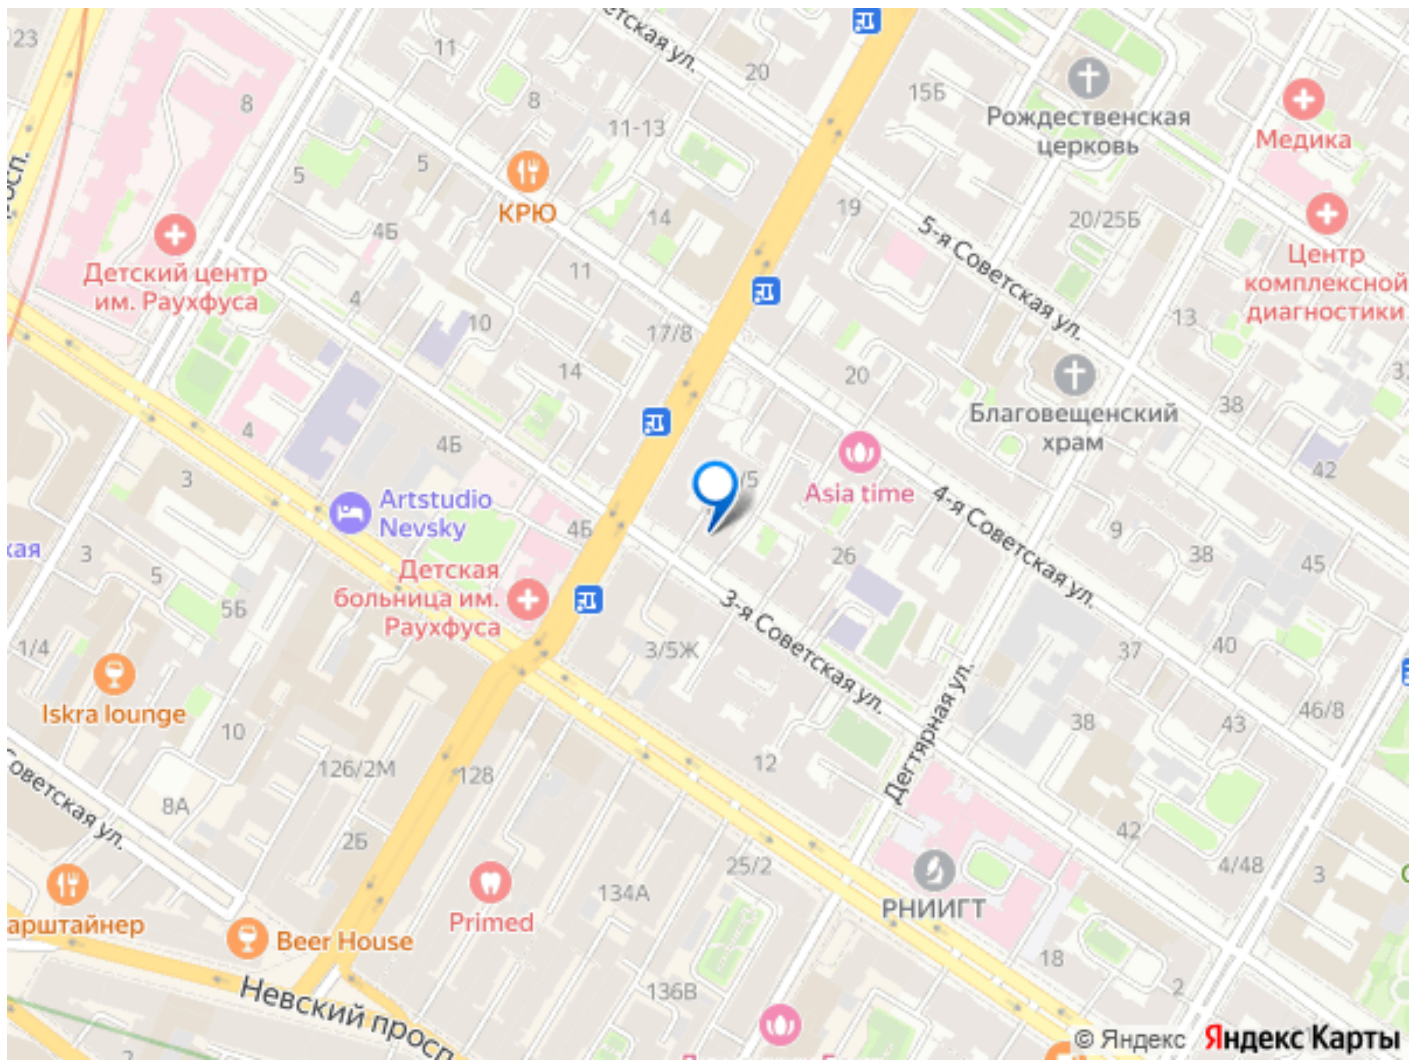 23
11
8
5
5
4Б
4
8
11-13
20
14
11
10
14
17/8
15Б
19
20
20/25Б
13
38
42
Рождественская
церковь
Медика
Центр
комплексной
диагностики
КРЮ
Детский центр
им. Раухфуса
5-я Советская ул.
Благовещенский
храм
Asia time
4-я Советская ул.
4
3
4Б
Artstudio
Nevsky
4Б
/5
26
9
38
45
Детская
больница им.
Раухфуса
3
5
5Б
1/4
3/5Ж
3-я Советская ул.
Дегтярная ул.
37
40
46/8
43
38
42
4/48
3
Iskra lounge
10
126/2М
128
12
8А
2Б
25/2
134А
136В
Primed
РНИИГТ
18
2
Beer House
Невский просп.
2
© Яндекс Яндекс Карты